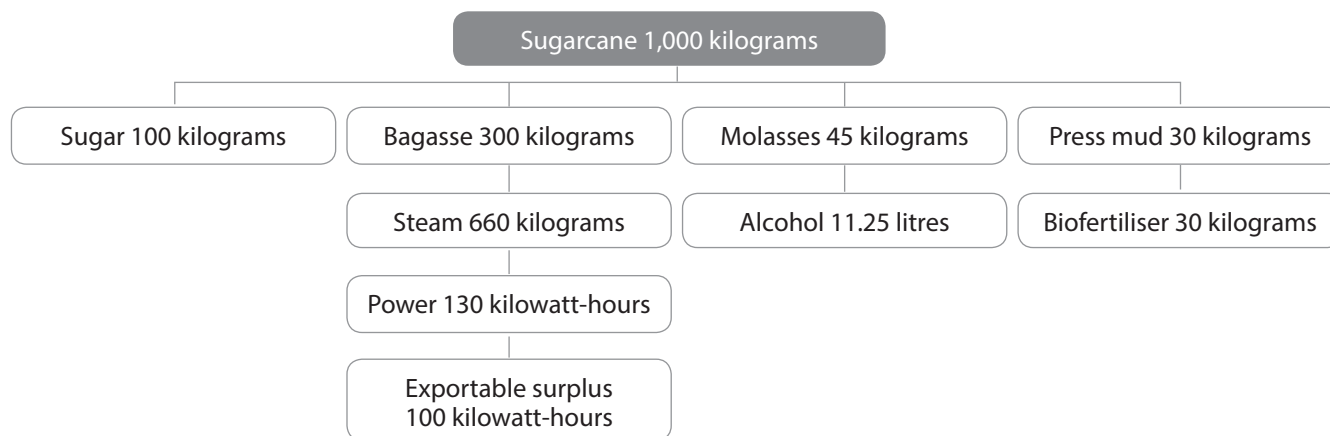 Sugarcane 1,000 kilograms
Sugar 100 kilograms
Bagasse 300 kilograms
Molasses 45 kilograms
Press mud 30 kilograms
Steam 660 kilograms
Alcohol 11.25 litres
Biofertiliser 30 kilograms
Power 130 kilowatt-hours
Exportable surplus
100 kilowatt-hours